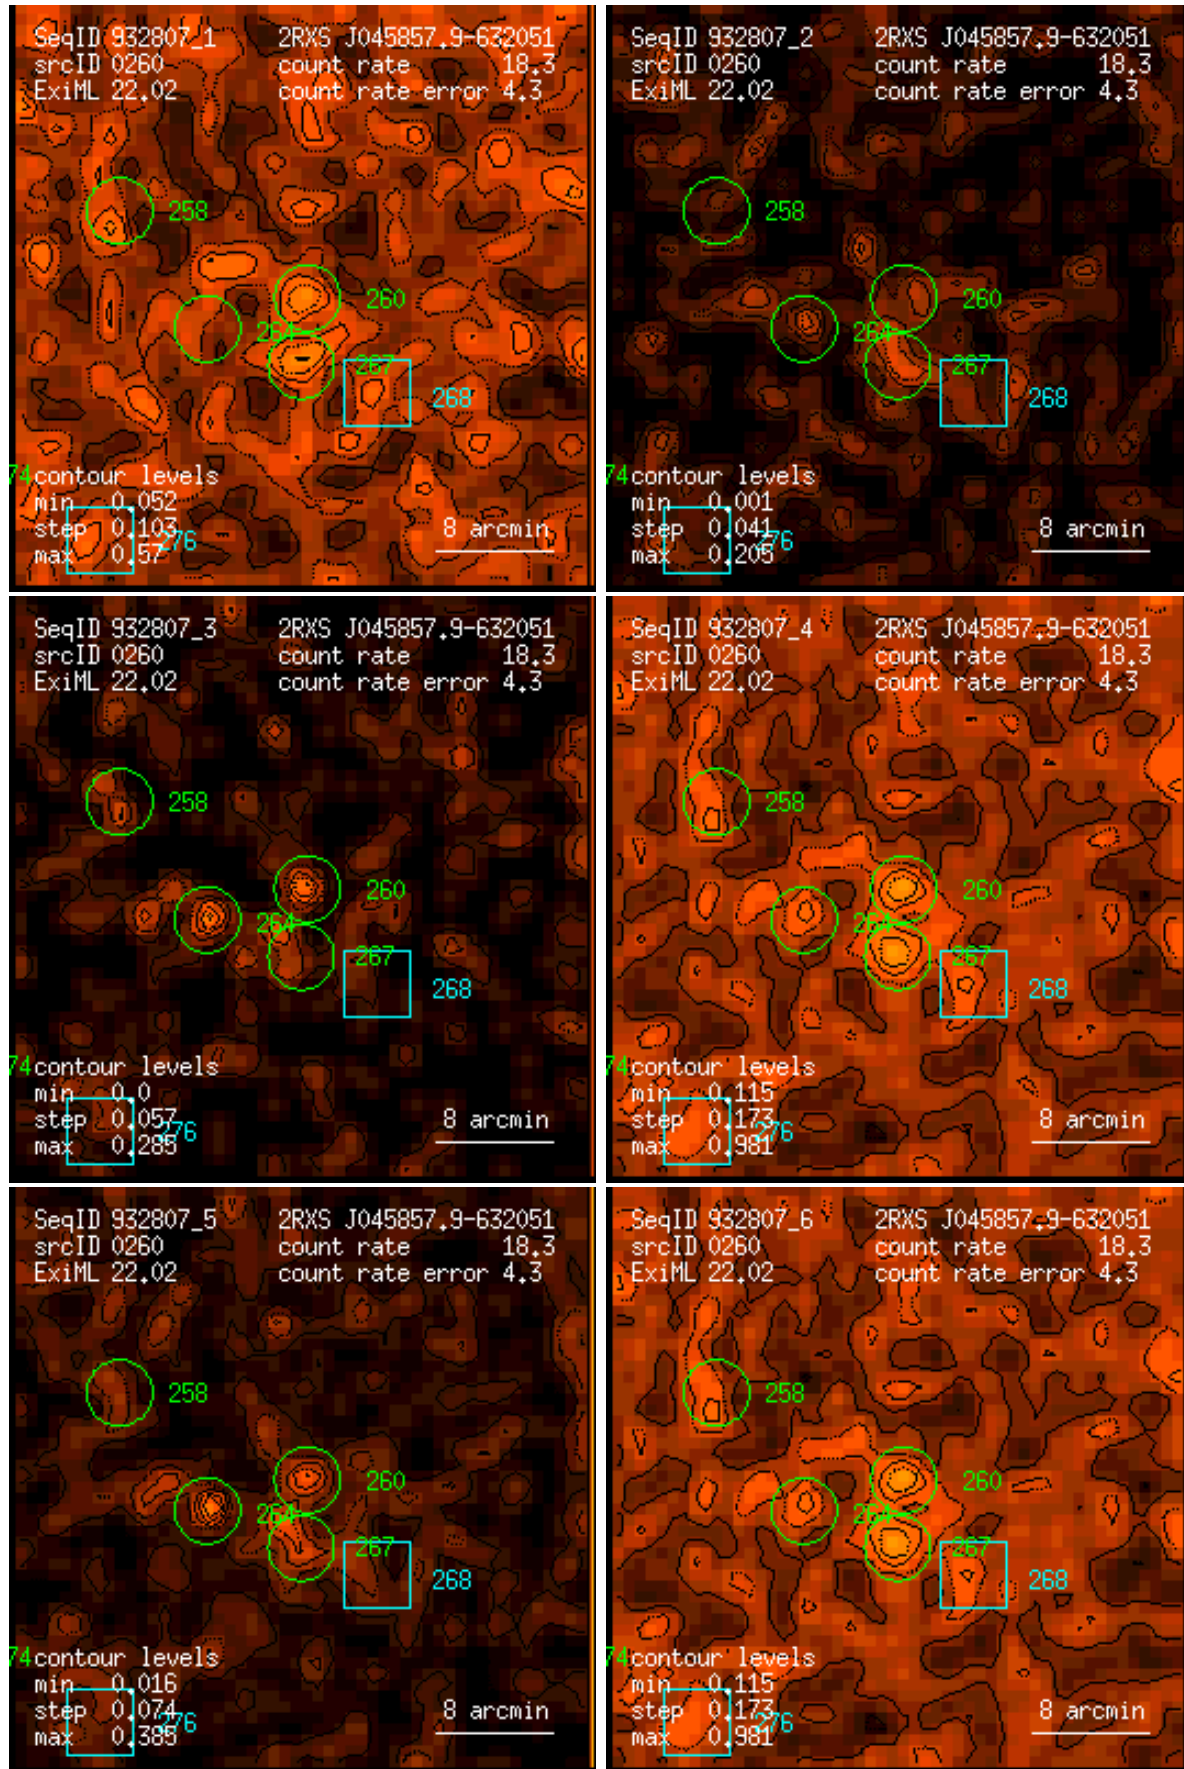 SeqID 932807_1 2RXS J045857.9-632051
srcID 0260 count rate 18.3
ExiML 22.02 count rate error 4.3
258
260
264
267
268
74 contour levels
min 0.052
step 0.103
max 0.57 276
8 arcmin
SeqID 932807_2 2RXS J045857.9-632051
srcID 0260 count rate 18.3
ExiML 22.02 count rate error 4.3
258
260
264
267
268
74 contour levels
min 0.001
step 0.041
max 0.205 276
8 arcmin
SeqID 932807_3 2RXS J045857.9-632051
srcID 0260 count rate 18.3
ExiML 22.02 count rate error 4.3
258
260
264
267
268
74 contour levels
min 0.0
step 0.057
max 0.285 276
8 arcmin
SeqID 932807_4 2RXS J045857.9-632051
srcID 0260 count rate 18.3
ExiML 22.02 count rate error 4.3
258
260
264
267
268
74 contour levels
min 0.115
step 0.173
max 0.981 276
8 arcmin
SeqID 932807_5 2RXS J045857.9-632051
srcID 0260 count rate 18.3
ExiML 22.02 count rate error 4.3
258
260
264
267
268
74 contour levels
min 0.016
step 0.074
max 0.385 276
8 arcmin
SeqID 932807_6 2RXS J045857.9-632051
srcID 0260 count rate 18.3
ExiML 22.02 count rate error 4.3
258
260
264
267
268
74 contour levels
min 0.115
step 0.173
max 0.981 276
8 arcmin